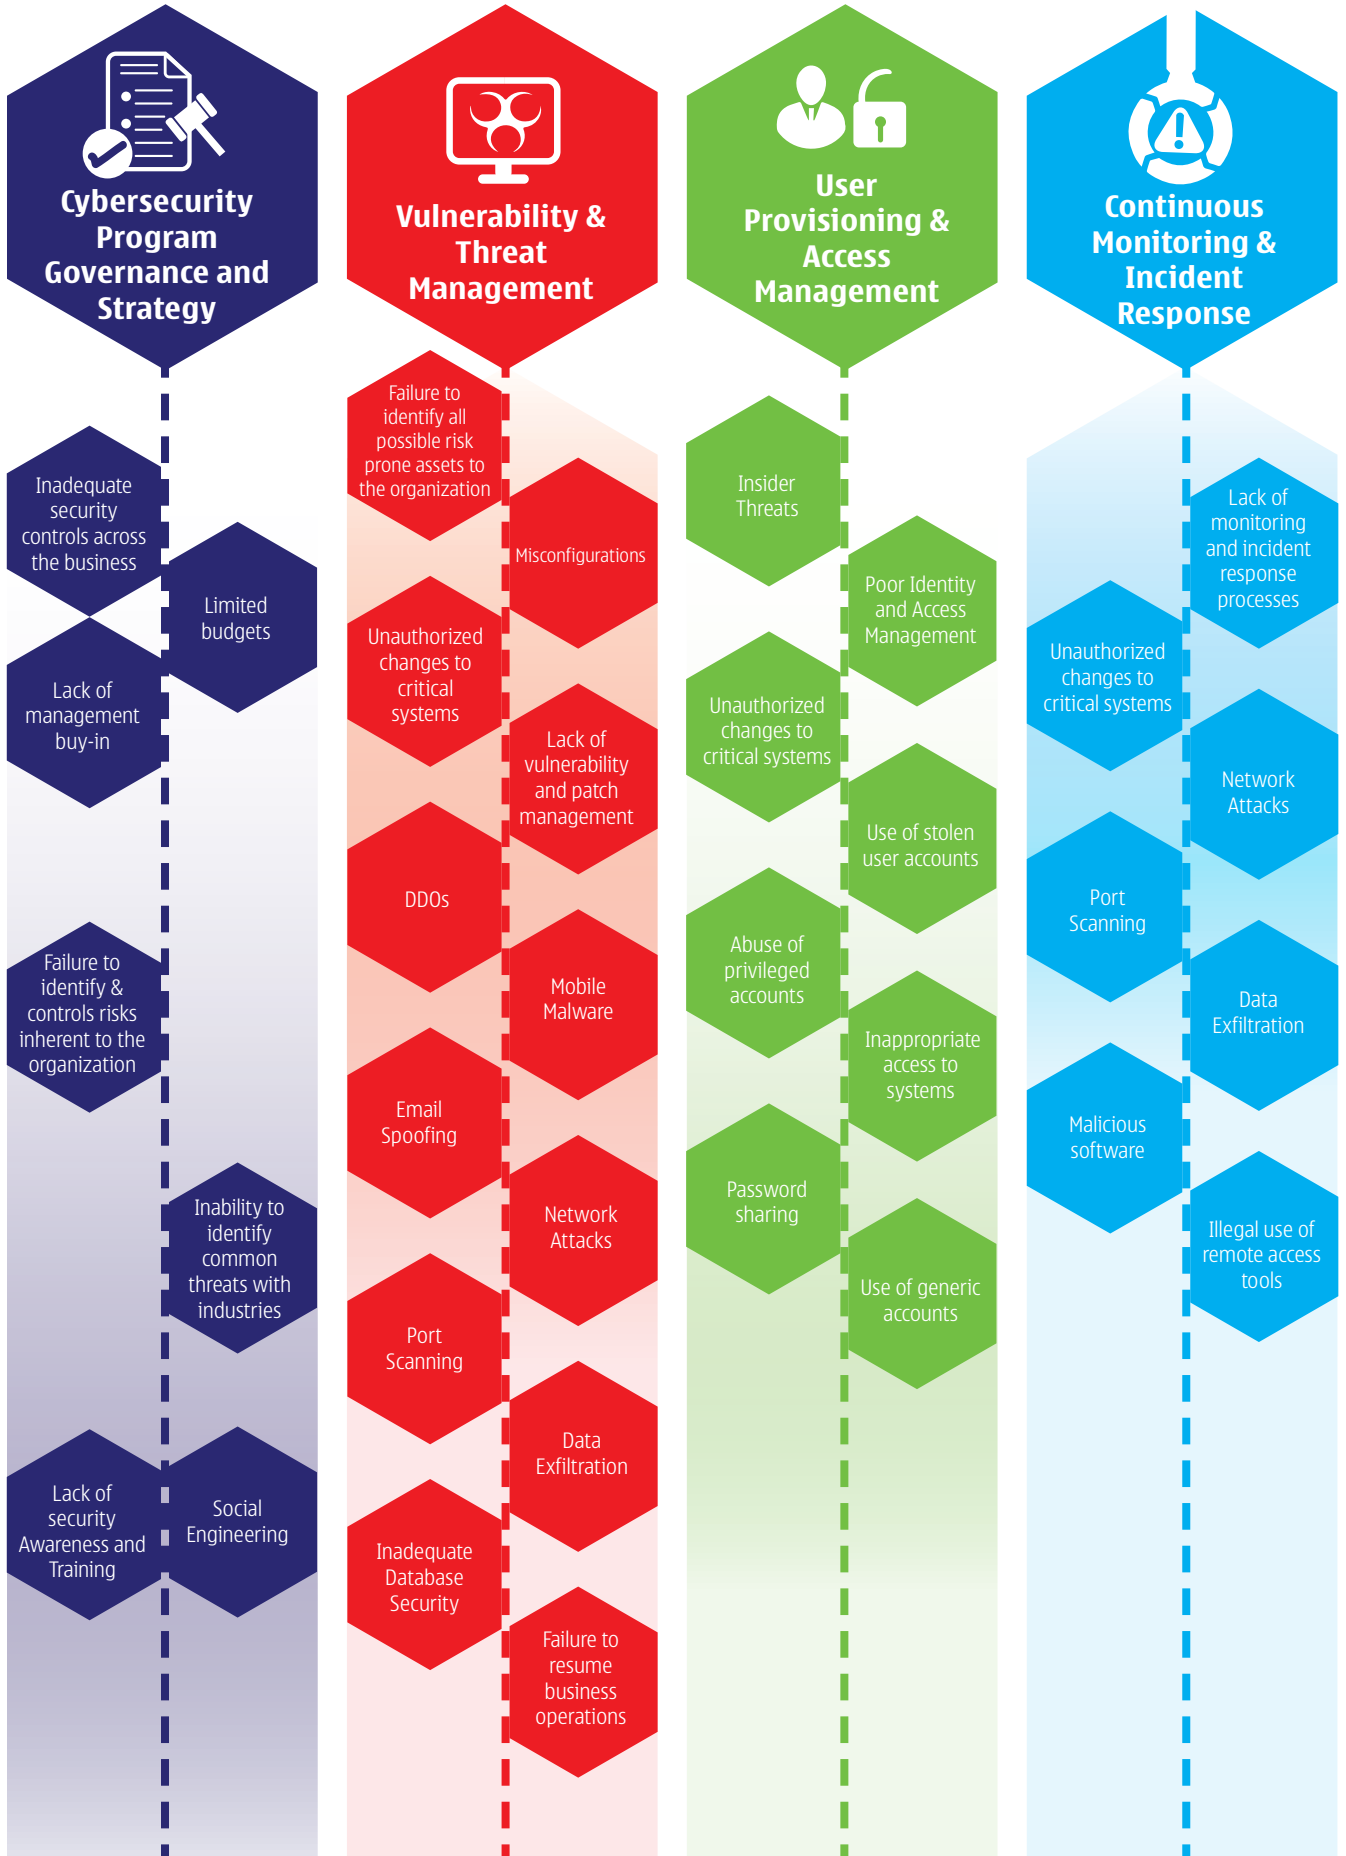 Cybersecurity
Program
Governance and
Strategy
Inadequate
security
controls across
the business
Limited
budgets
Lack of
management
buy-in
Failure to
identify &
controls risks
inherent to the
organization
Inability to
identify
common
threats with
industries
Lack of
security
Awareness and
Training
Social
Engineering
Vulnerability &
Threat
Management
Failure to
identify all
possible risk
prone assets to
the organization
Misconfigurations
Unauthorized
changes to
critical
systems
Lack of
vulnerability
and patch
management
DDOs
Mobile
Malware
Email
Spoofing
Network
Attacks
Port
Scanning
Data
Exfiltration
Inadequate
Database
Security
Failure to
resume
business
operations
User
Provisioning &
Access
Management
Insider
Threats
Poor Identity
and Access
Management
Unauthorized
changes to
critical systems
Use of stolen
user accounts
Abuse of
privileged
accounts
Inappropriate
access to
systems
Password
sharing
Use of generic
accounts
Continuous
Monitoring &
Incident
Response
Lack of
monitoring
and incident
response
processes
Unauthorized
changes to
critical systems
Network
Attacks
Port
Scanning
Data
Exfiltration
Malicious
software
Illegal use of
remote access
tools